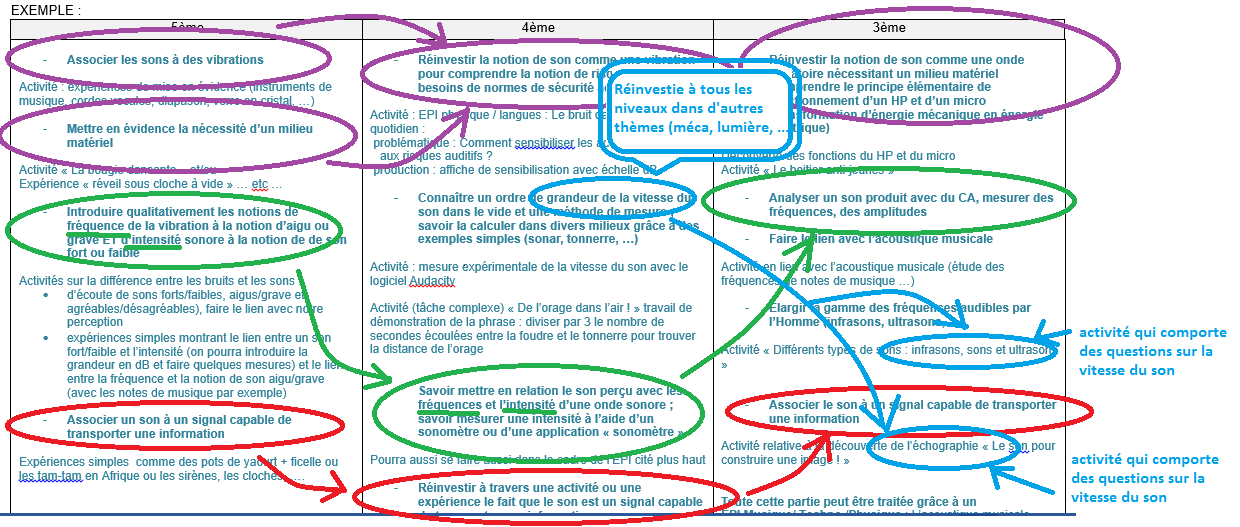 EXEMPLE :
5ème
- Associer les sons à des vibrations
Activité : expériences de mise en évidence (instruments de
musique, cordes vocales, diapason, verre en cristal, …)
- Mettre en évidence la nécessité d'un milieu
matériel
Activité « La bougie dansante » et/ou
Expérience « réveil sous cloche à vide » … etc …
- Introduire qualitativement les notions de
fréquence de la vibration à la notion d'aigu ou
grave ET d'intensité sonore à la notion de de son
fort ou faible
Activités sur la différence entre les bruits et les sons
• d'écoute de sons forts/faibles, aigus/grave et
agréables/désagréables), faire le lien avec notre
perception
• expériences simples montrant le lien entre un son
fort/faible et l'intensité (on pourra introduire la
grandeur en dB et faire quelques mesures) et le lien
entre la fréquence et la notion de son aigu/grave
(avec les notes de musique par exemple)
- Associer un son à un signal capable de
transporter une information
Expériences simples comme des pots de yaourt + ficelle ou
les tam-tam en Afrique ou les sirènes, les cloches, …
4ème
- Réinvestir la notion de son comme une vibration
pour comprendre la notion de
besoins de normes de sécurité
Activité : EPI physique / langues : Le bruit
quotidien :
problématique : Comment sensibiliser les
aux risques auditifs ?
production : affiche de sensibilisation avec échelle dB
- Connaître un ordre de grandeur de la vitesse du
son dans le vide et une méthode de mesure ;
savoir la calculer dans divers milieux grâce à des
exemples simples (sonar, tonnerre, …)
Activité : mesure expérimentale de la vitesse du son avec le
logiciel Audacity
Activité (tâche complexe) « De l'orage dans l'air ! » travail de
démonstration de la phrase : diviser par 3 le nombre de
secondes écoulées entre la foudre et le tonnerre pour trouver
la distance de l'orage
Savoir mettre en relation le son perçu avec les
fréquences et l'intensité d'une onde sonore ;
savoir mesurer une intensité à l'aide d'un
sonomètre ou d'une application « sonomètre »
Pourra aussi se faire aussi dans le cadre de l'EPI cité plus haut
- Réinvestir à travers une activité ou une
expérience le fait que le son est un signal capable
3ème
Réinvestir la notion de son comme une onde
nécessitant un milieu matériel
le principe élémentaire de
d'un HP et d'un micro
d'énergie mécanique en énergie
Découverte des fonctions du HP et du micro
Activité « Le boitier anti-jeunes »
- Analyser un son produit avec du CA, mesurer des
fréquences, des amplitudes
- Faire le lien avec l'acoustique musicale
Activité en lien avec l'acoustique musicale (étude des
fréquences de notes de musique …)
- Elargir la gamme des fréquences audibles par
l'Homme (infrasons, ultrasons,
Activité « Différents types de sons : infrasons, sons et ultrasons
»
- Associer le son à un signal capable de transporter
une information
Activité relative à la découverte de l'échographie « Le son pour
construire une image ! »
Toute cette partie peut être traitée grâce à un
Réinvestie à tous les
niveaux dans d'autres
thèmes (méca, lumière, …
activité qui comporte
des questions sur la
vitesse du son
activité qui comporte
des questions sur la
vitesse du son